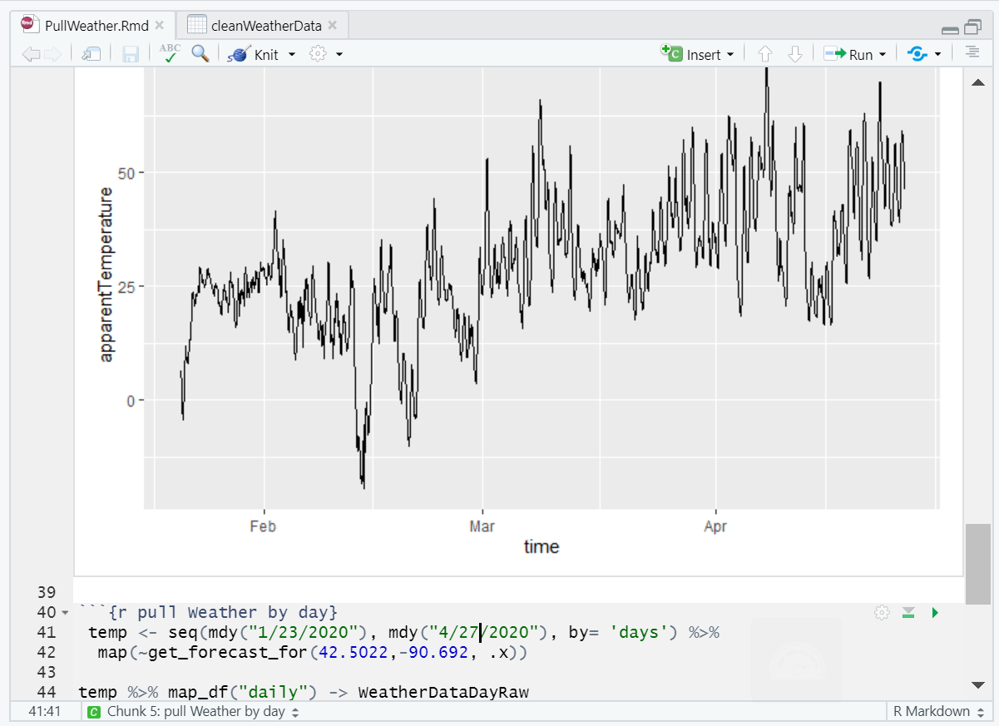 PullWeather.Rmd cleanWeatherData
ABC Knit Insert Run
50
25
0
apparentTemperature
Feb Mar Apr
time
39
40 ```{r pull Weather by day}
41 temp <- seq(mdy("1/23/2020"), mdy("4/27/2020"), by= 'days') %>%
42 map(~get_forecast_for(42.5022,-90.692, .x))
43
44 temp %>% map_df("daily") -> WeatherDataDayRaw
41:41 C Chunk 5: pull Weather by day R Markdown